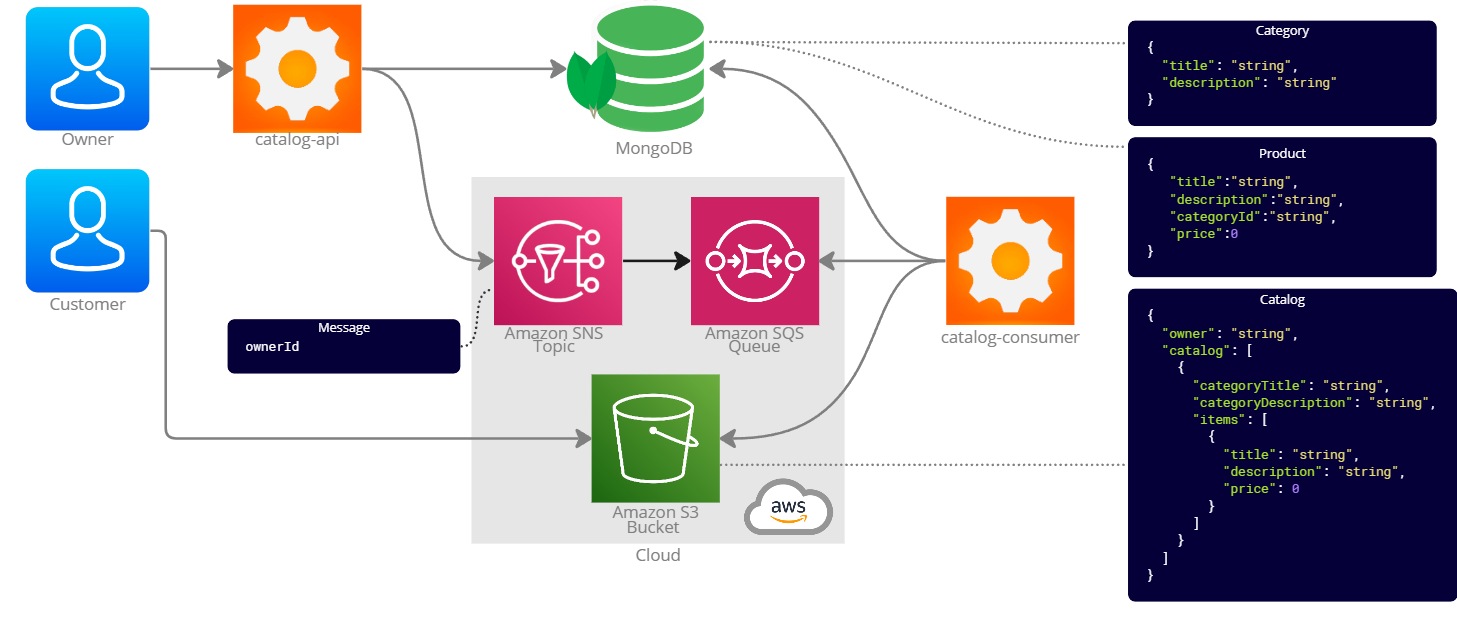 Owner
catalog-api
MongoDB
Customer
Message
ownerId
Amazon SNS
Topic
Amazon SQS
Queue
catalog-consumer
Amazon S3
Bucket
aws
Cloud
Category
{
"title": "string",
"description": "string"
}
Product
{
"title":"string",
"description":"string",
"categoryId":"string",
"price":0
}
Catalog
{
"owner": "string",
"catalog": [
{
"categoryTitle": "string",
"categoryDescription": "string",
"items": [
{
"title": "string",
"description": "string",
"price": 0
}
]
}
]
}